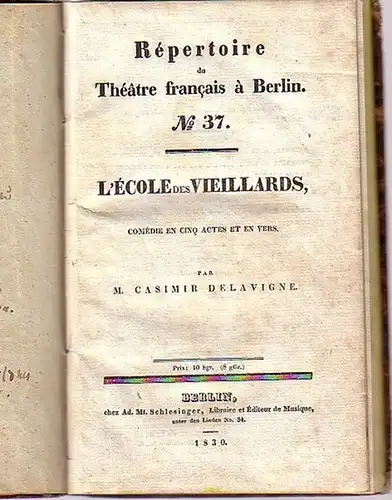 Répertoire
du
Théâtre français à Berlin.
№ 37.
L'ÉCOLE DES VIEILLARDS,
COMÉDIE EN CINQ ACTES ET EN VERS.
PAR
M. CASIMIR DELAVIGNE.
Prix: 10 Sgr. (8 gGr.)
BERLIN,
chez Ad. Mt. Schlesinger, Libraire et Éditeur de Musique,
unter den Linden No. 34.
1830.